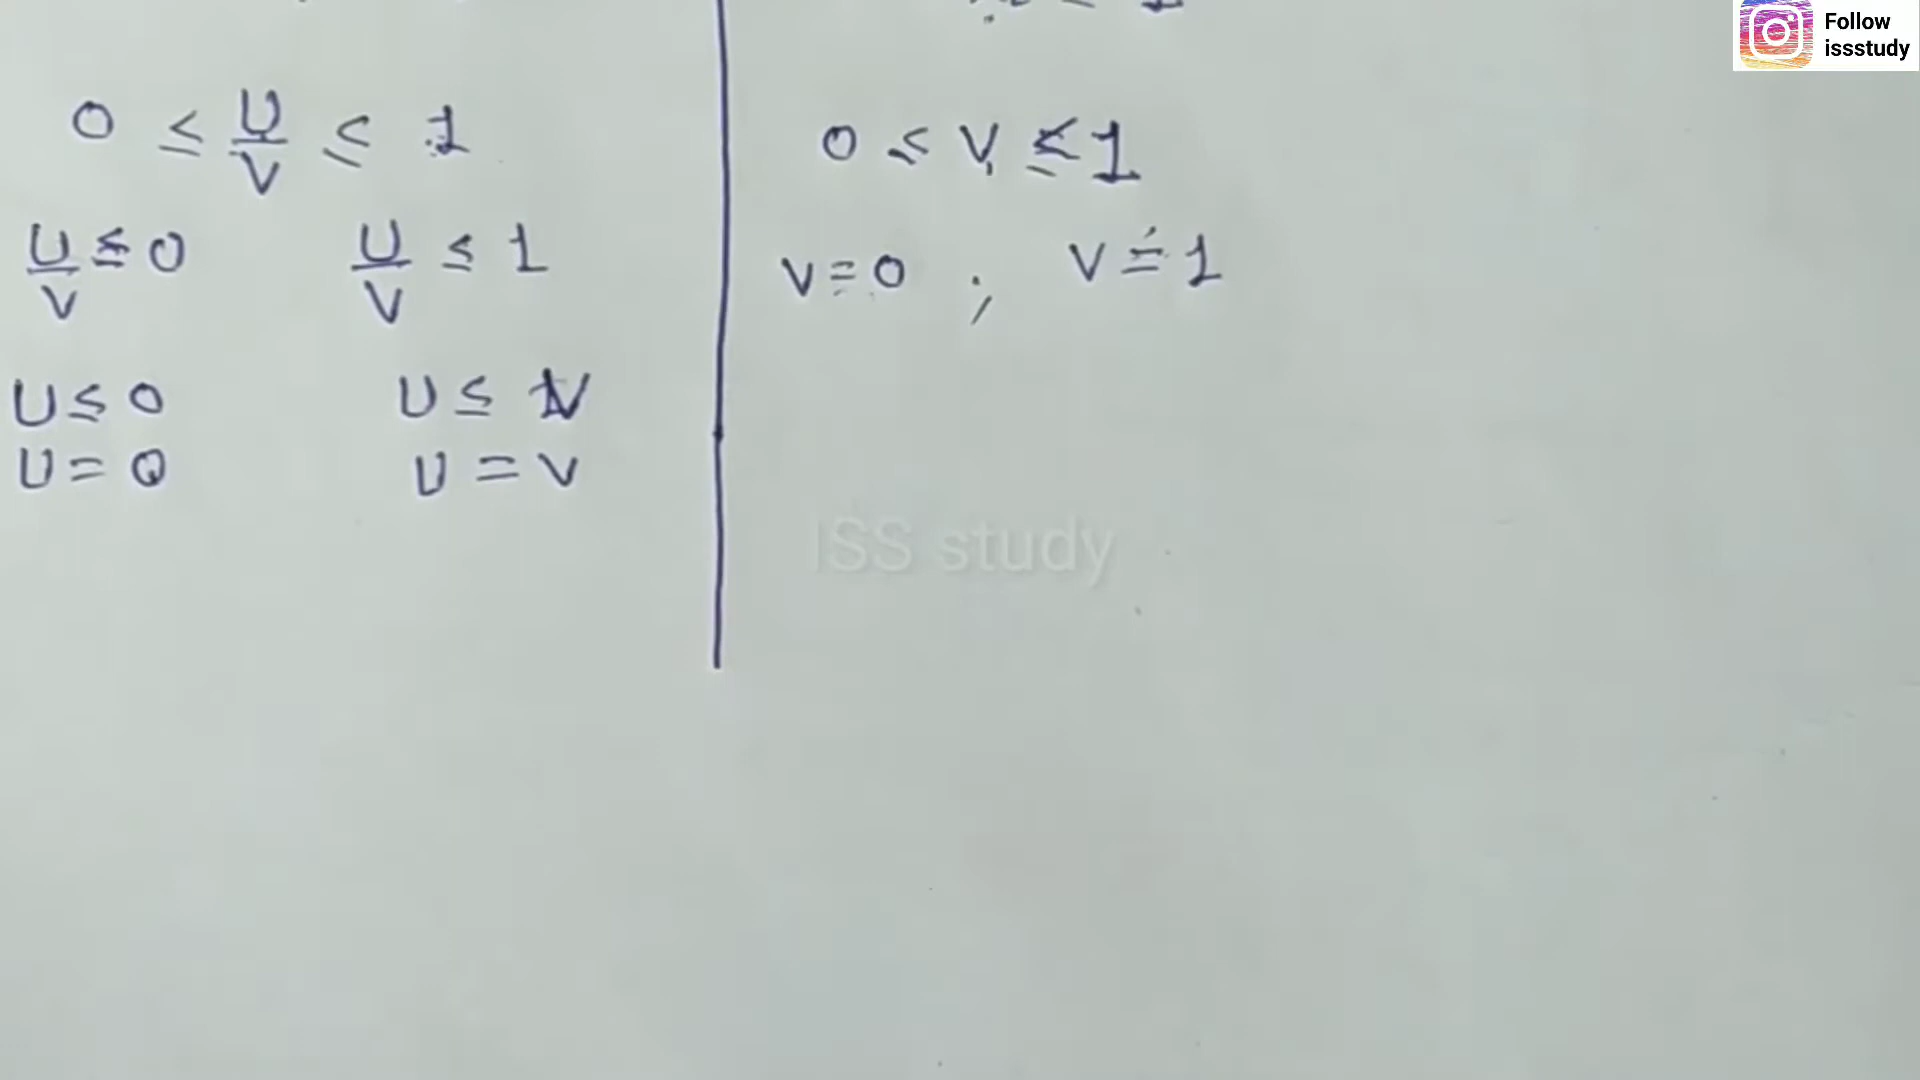 Follow
issstudy
0 ≤ U/V ≤ 1
U/V ≤ 0    U/V ≤ 1
U ≤ 0    U ≤ V
U = 0    U = V
0 ≤ V ≤ 1
V = 0 ; V = 1
ISS study